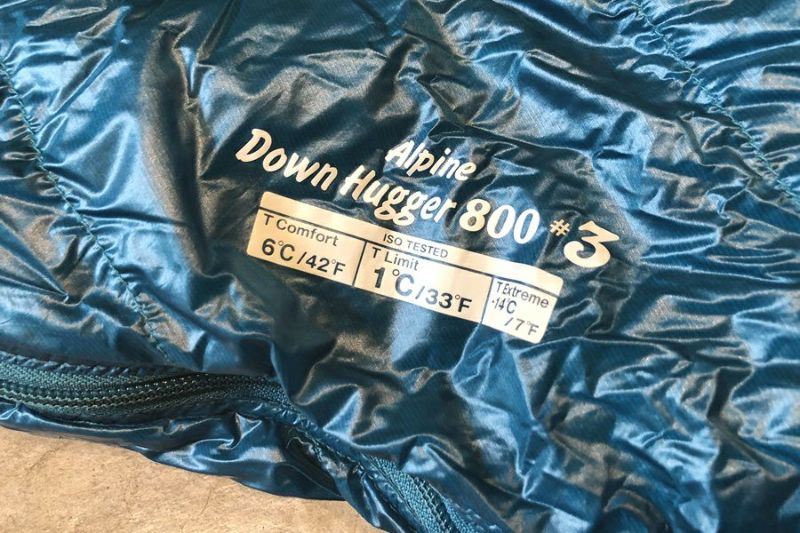 Alpine
Down Hugger 800 #3
ISO TESTED
T Comfort
6°C/42°F
T Limit
1°C/33°F
T Extreme
-14°C
/7°F